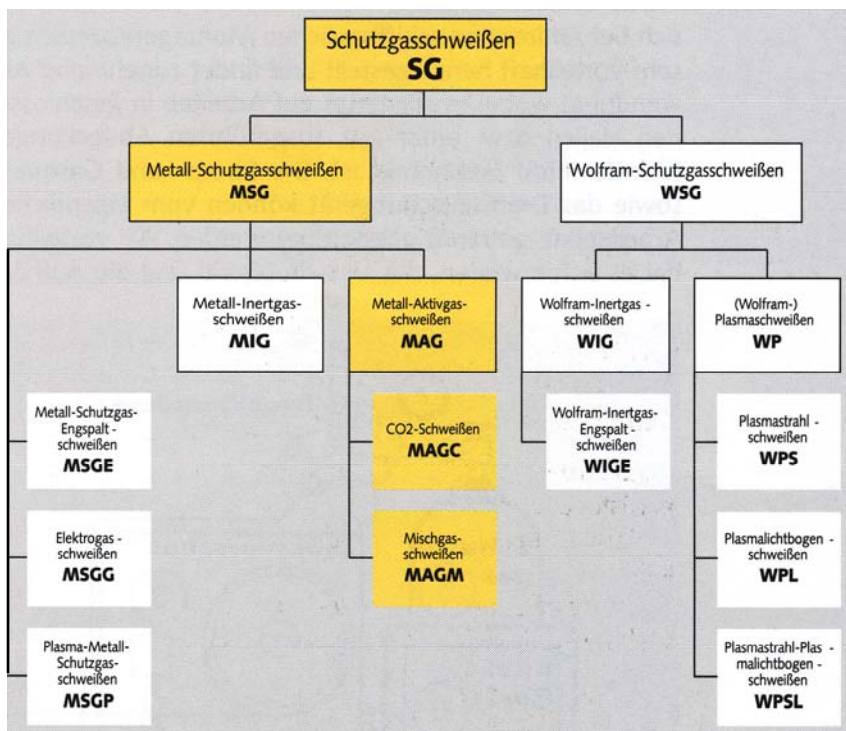 Schutzgasschweißen
SG
Metall-Schutzgasschweißen
MSG
Wolfram-Schutzgasschweißen
WSG
Metall-Inertgas-
schweißen
MIG
Metall-Aktivgas-
schweißen
MAG
Wolfram-Inertgas -
schweißen
WIG
(Wolfram-)
Plasmaschweißen
WP
Metall-Schutzgas-
Engspalt -
schweißen
MSGE
CO2-Schweißen
MAGC
Wolfram-Inertgas-
Engspalt -
schweißen
WIGE
Plasmastrahl -
schweißen
WPS
Elektrogas -
schweißen
MSGG
Mischgas-
schweißen
MAGM
Plasmalichtbogen -
schweißen
WPL
Plasma-Metall-
Schutzgas-
schweißen
MSGP
Plasmastrahl-Plas
malichtbogen -
schweißen
WPSL